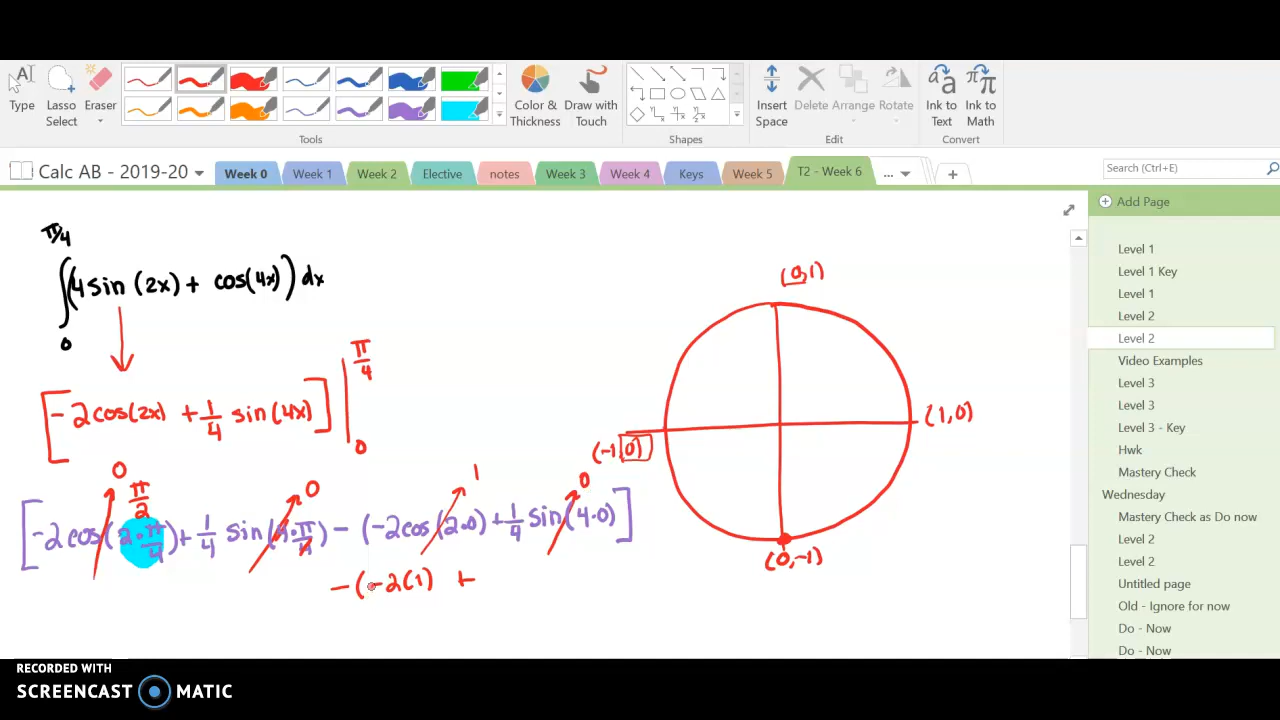 Type
Lasso Select
Eraser
Color & Thickness
Draw with Touch
Insert Space
Delete
Arrange
Rotate
Ink to Text
Ink to Math
Tools
Shapes
Edit
Convert
Calc AB - 2019-20
Week 0
Week 1
Week 2
Elective
notes
Week 3
Week 4
Keys
Week 5
T2 - Week 6
...
Search (Ctrl+E)
Add Page
Level 1
Level 1 Key
Level 1
Level 2
Level 2
Video Examples
Level 3
Level 3
Level 3 - Key
Hwk
Mastery Check
Wednesday
Mastery Check as Do now
Level 2
Level 2
Untitled page
Old - Ignore for now
Do - Now
Do - Now
π/4
∫(4sin(2x) + cos(4x))dx
0
π/4
[-2cos(2x) + 1/4 sin(4x)]|
0
0 π/2 0 1 0
[-2cos(2·π/4) + 1/4 sin(4·π/4) - (-2cos(2·0) + 1/4 sin(4·0)]
-(-2(1) +
(0,1)
(1,0)
(-1,0)
(0,-1)
RECORDED WITH
SCREENCAST MATIC